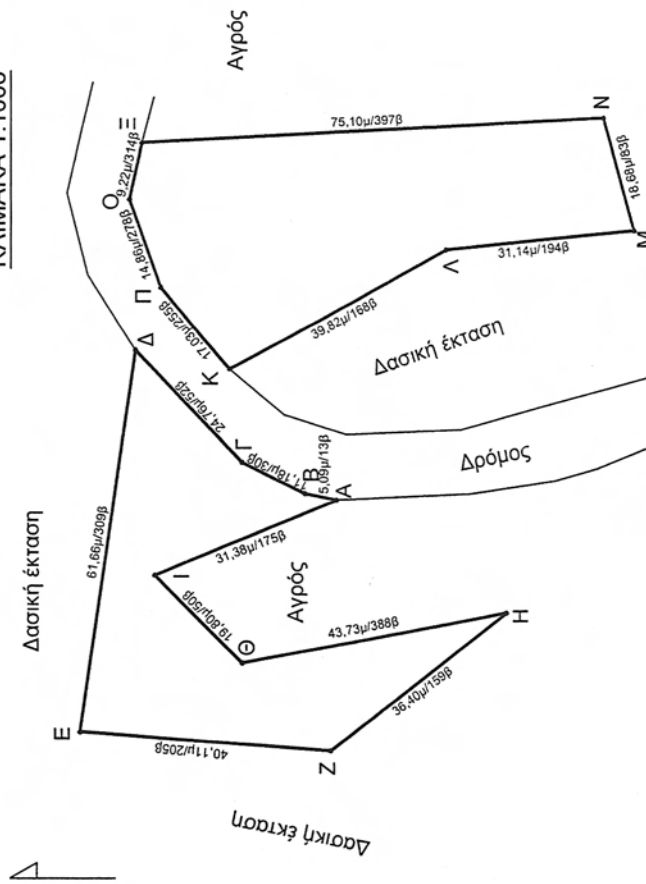 ΚΛΙΜΑΚΑ 1:1000
Αγρός
Ξ
9,22μ/314β
Ο
14,86μ/278β
Π
17,03μ/255β
Κ
75,10μ/397β
Ν
18,68μ/83β
Μ
31,14μ/194β
Λ
39,82μ/168β
Δασική έκταση
Δ
24,76μ/52β
Γ
11,18μ/30β
Β
5,09μ/13β
Α
Δρόμος
Δασική έκταση
61,66μ/309β
31,38μ/175β
Ι
19,80μ/50β
Αγρός
Θ
43,73μ/388β
Η
36,40μ/159β
Ζ
40,11μ/205β
Ε
Δασική έκταση